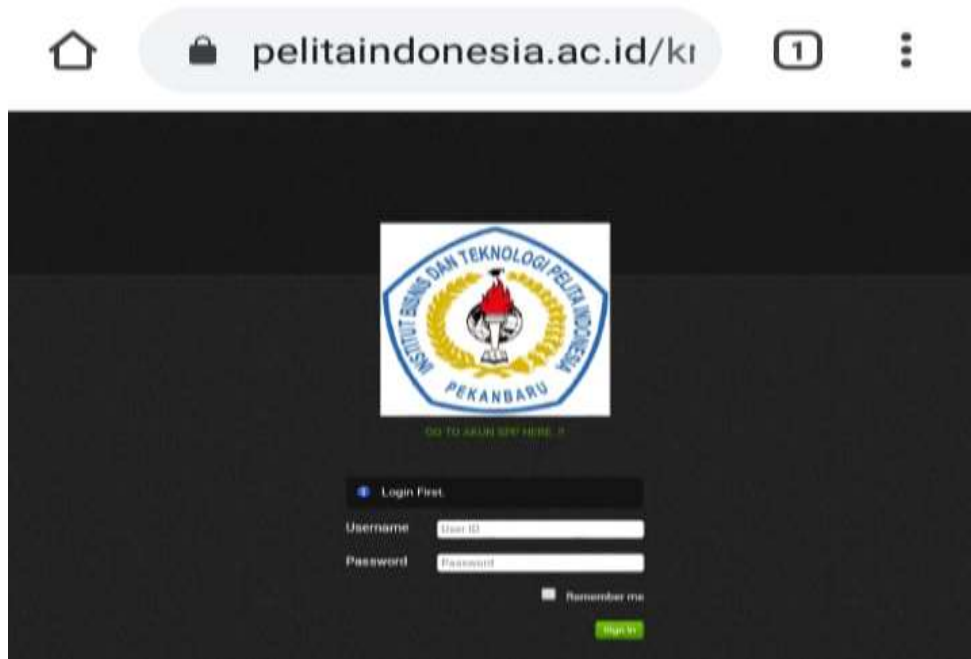 1
pelitaindonesia.ac.id/kr
INSTITUT BISNIS DAN TEKNOLOGI PELITA INDONESIA
PEKANBARU
GO TO AKUN SPP HERE..!!
Login First.
Username
User ID
Password
Password
Remember me
Sign In